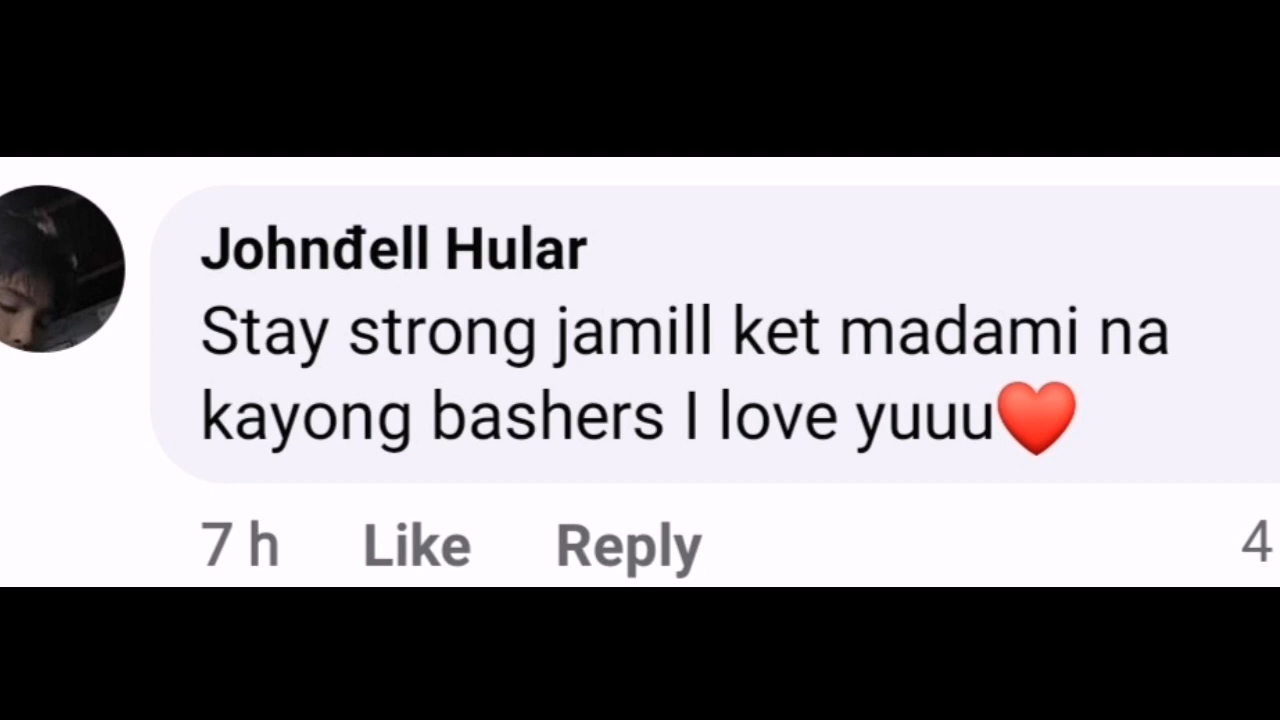 Johnđell Hular
Stay strong jamill ket madami na
kayong bashers I love yuuu❤️
7 h Like Reply 4